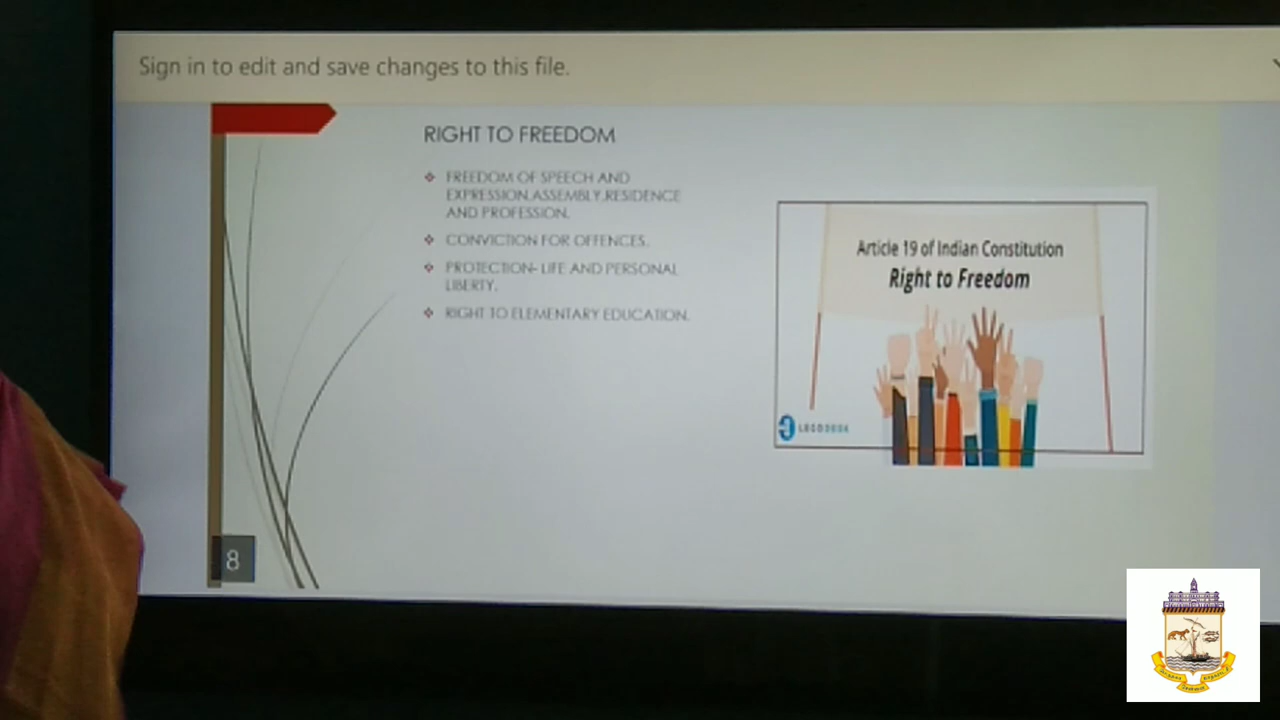 Sign in to edit and save changes to this file.
RIGHT TO FREEDOM
FREEDOM OF SPEECH AND
EXPRESSION.ASSEMBLY.RESIDENCE
AND PROFESSION.
CONVICTION FOR OFFENCES.
PROTECTION- LIFE AND PERSONAL
LIBERTY.
RIGHT TO ELEMENTARY EDUCATION.
Article 19 of Indian Constitution
Right to Freedom
8